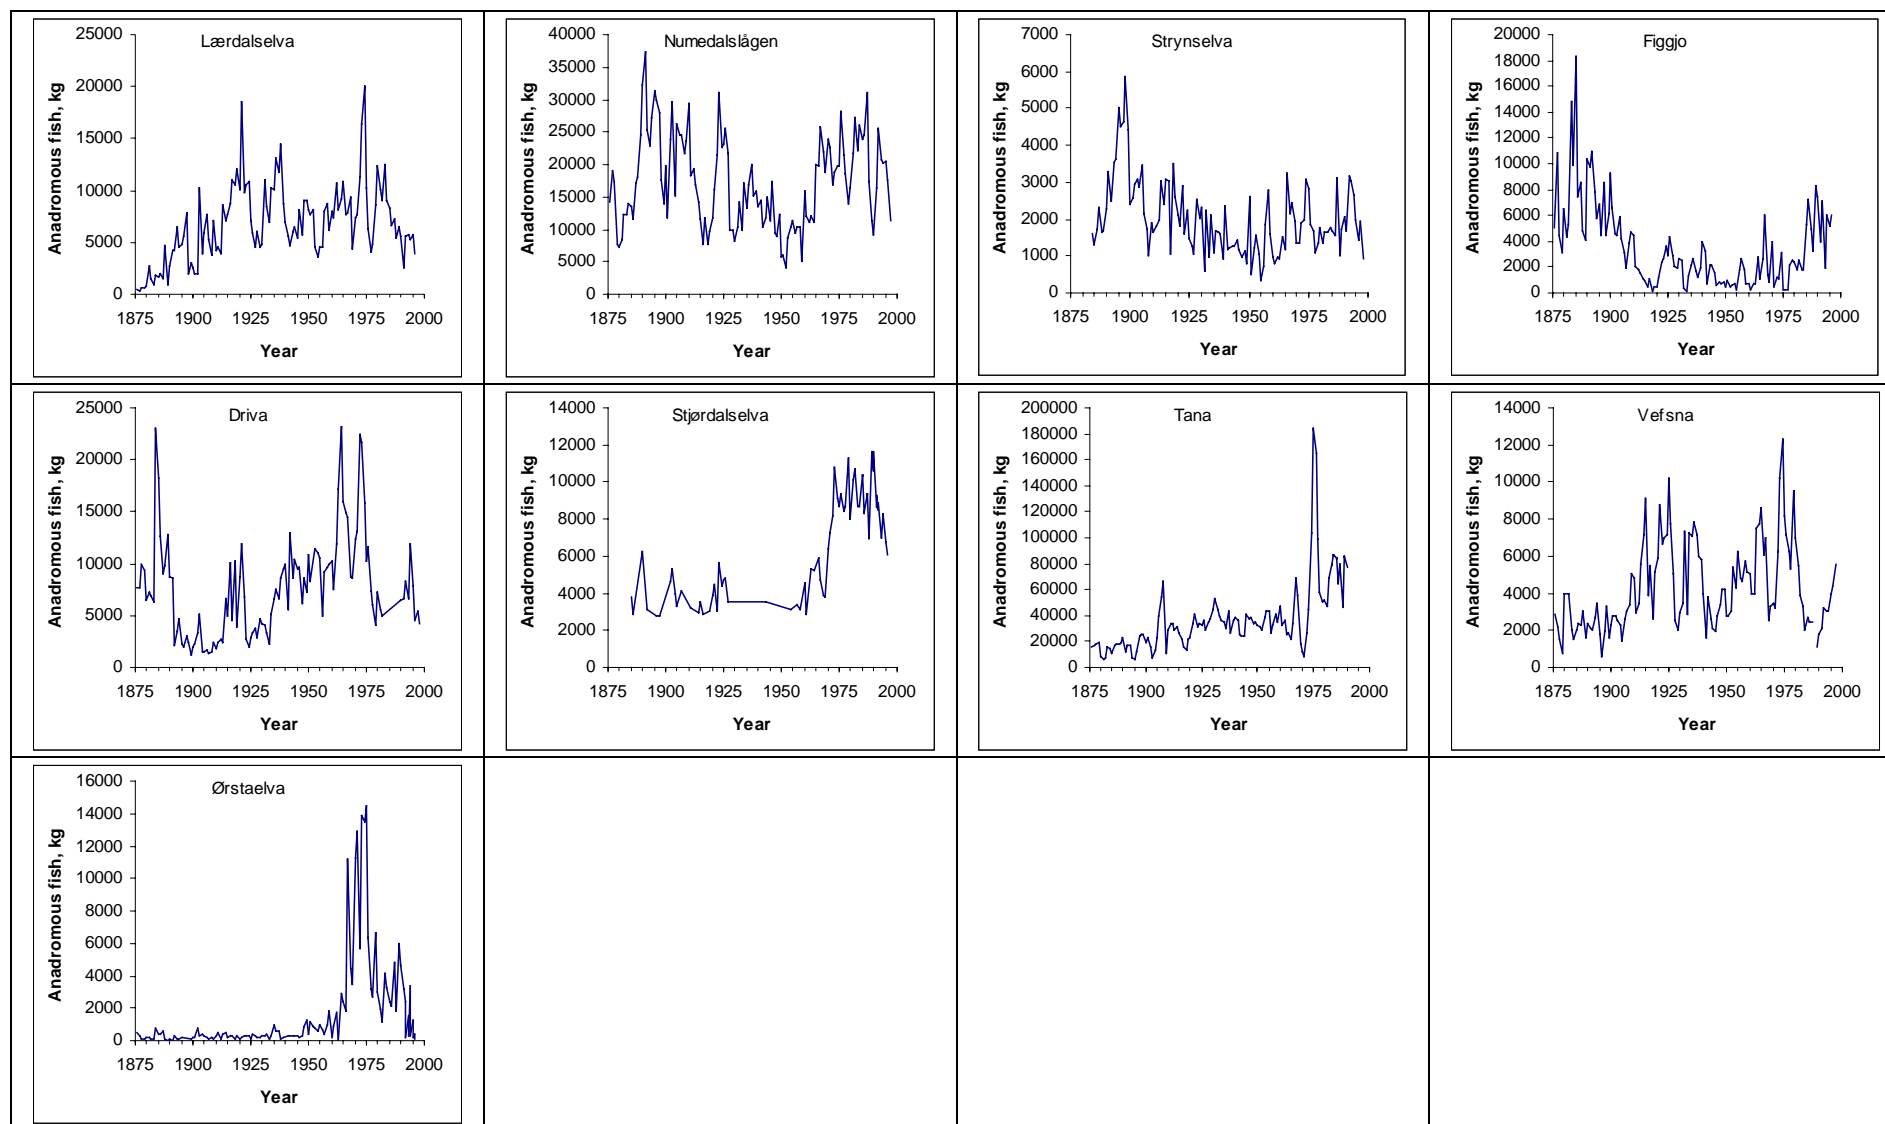 Lærdalselva
Anadromous fish, kg
25000
20000
15000
10000
5000
0
1875 1900 1925 1950 1975 2000
Year
Numedalslågen
Anadromous fish, kg
40000
35000
30000
25000
20000
15000
10000
5000
0
1875 1900 1925 1950 1975 2000
Year
Strynselva
Anadromous fish, kg
7000
6000
5000
4000
3000
2000
1000
0
1875 1900 1925 1950 1975 2000
Year
Figgjo
Anadromous fish, kg
20000
18000
16000
14000
12000
10000
8000
6000
4000
2000
0
1875 1900 1925 1950 1975 2000
Year
Driva
Anadromous fish, kg
25000
20000
15000
10000
5000
0
1875 1900 1925 1950 1975 2000
Year
Stjørdalselva
Anadromous fish, kg
14000
12000
10000
8000
6000
4000
2000
0
1875 1900 1925 1950 1975 2000
Year
Tana
Anadromous fish, kg
200000
180000
160000
140000
120000
100000
80000
60000
40000
20000
0
1875 1900 1925 1950 1975 2000
Year
Vefsna
Anadromous fish, kg
14000
12000
10000
8000
6000
4000
2000
0
1875 1900 1925 1950 1975 2000
Year
Ørstaelva
Anadromous fish, kg
16000
14000
12000
10000
8000
6000
4000
2000
0
1875 1900 1925 1950 1975 2000
Year